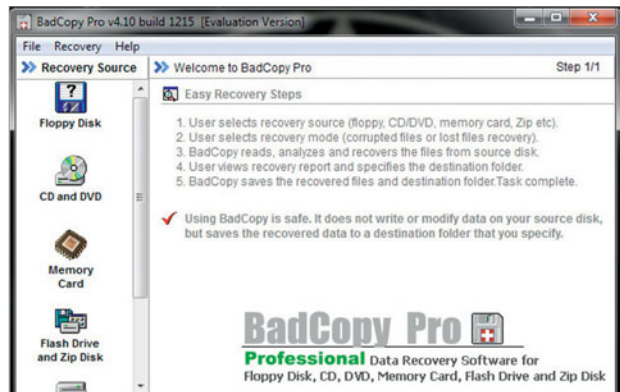 BadCopy Pro v4.10 build 1215 [Evaluation Version]
File Recovery Help
Recovery Source
Welcome to BadCopy Pro
Step 1/1
Floppy Disk
CD and DVD
Memory
Card
Flash Drive
and Zip Disk
Easy Recovery Steps
1. User selects recovery source (floppy, CD/DVD, memory card, Zip etc).
2. User selects recovery mode (corrupted files or lost files recovery).
3. BadCopy reads, analyzes and recovers the files from source disk.
4. User views recovery report and specifies the destination folder.
5. BadCopy saves the recovered files and destination folder.Task complete.
Using BadCopy is safe. It does not write or modify data on your source disk,
but saves the recovered data to a destination folder that you specify.
BadCopy Pro
Professional Data Recovery Software for
Floppy Disk, CD, DVD, Memory Card, Flash Drive and Zip Disk